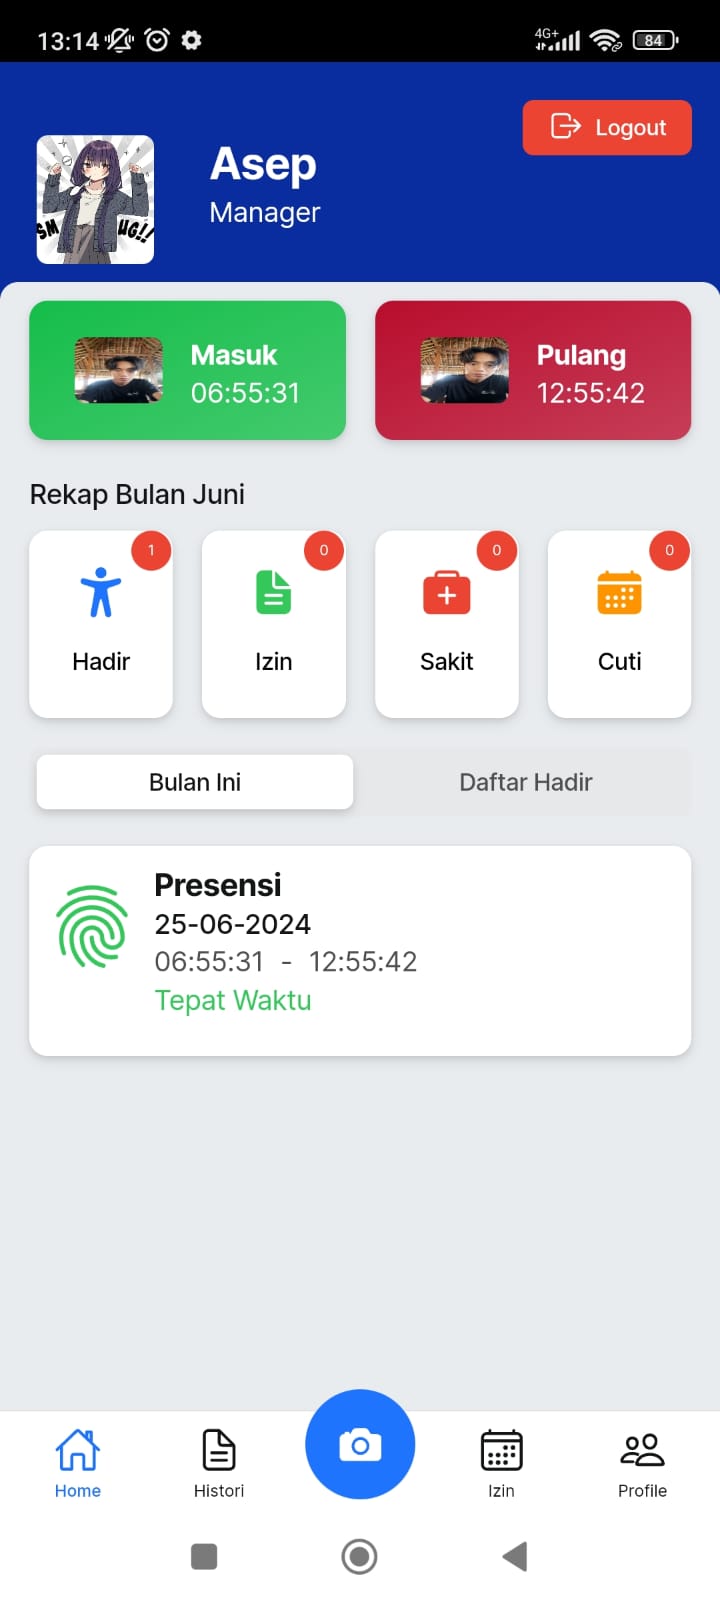 13:14
4G+
84
Logout
Asep
Manager
SM UG!!
Masuk
06:55:31
Pulang
12:55:42
Rekap Bulan Juni
1
0
0
0
Hadir
Izin
Sakit
Cuti
Bulan Ini
Daftar Hadir
Presensi
25-06-2024
06:55:31 - 12:55:42
Tepat Waktu
Home
Histori
Izin
Profile